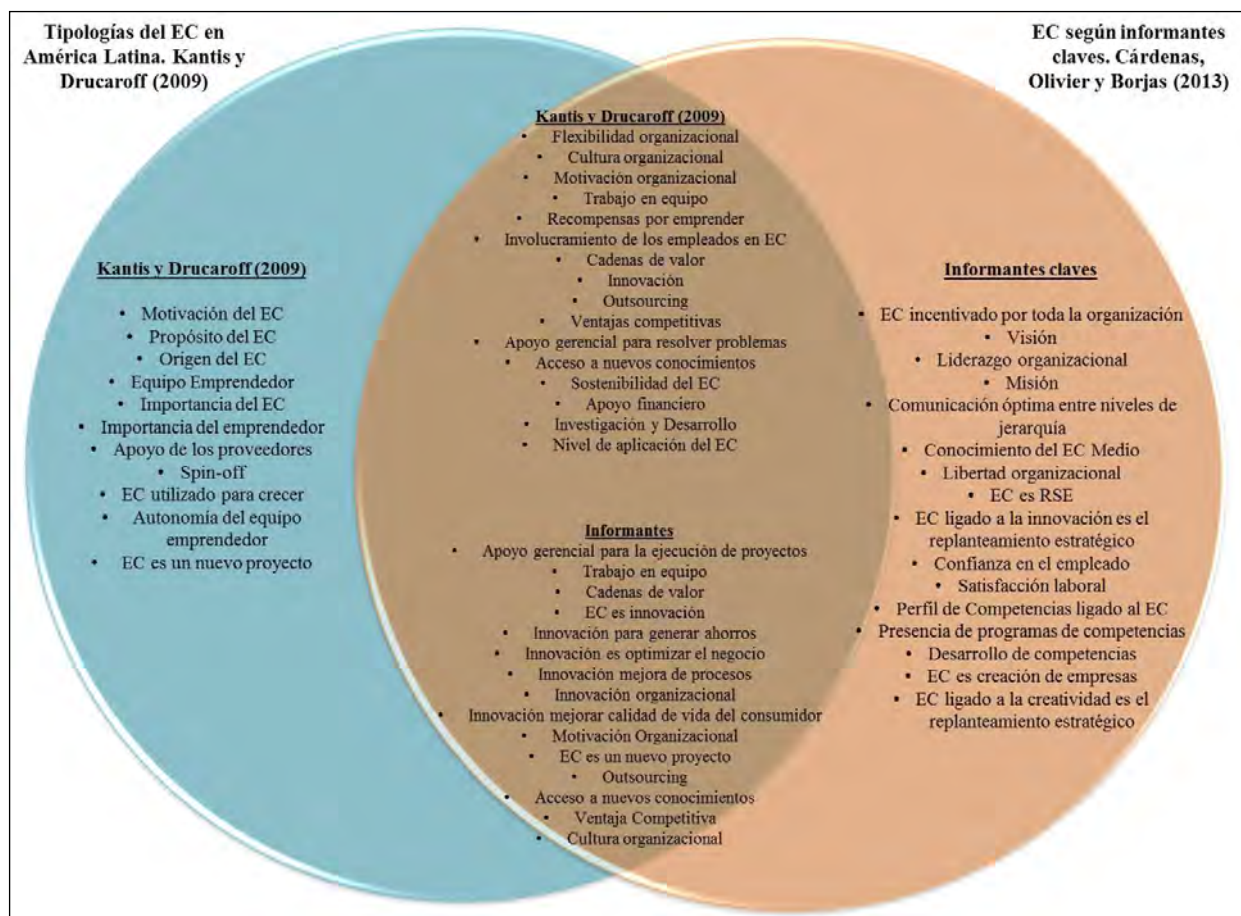 Tipologías del EC en
América Latina. Kantis y
Drucaroff (2009)
EC según informantes
claves. Cárdenas,
Olivier y Borjas (2013)
Kantis y Drucaroff (2009)
• Motivación del EC
• Propósito del EC
• Origen del EC
• Equipo Emprendedor
• Importancia del EC
• Importancia del emprendedor
• Apoyo de los proveedores
• Spin-off
• EC utilizado para crecer
• Autonomía del equipo
emprendedor
• EC es un nuevo proyecto
Kantis y Drucaroff (2009)
• Flexibilidad organizacional
• Cultura organizacional
• Motivación organizacional
• Trabajo en equipo
• Recompensas por emprender
• Involucramiento de los empleados en EC
• Cadenas de valor
• Innovación
• Outsourcing
• Ventajas competitivas
• Apoyo gerencial para resolver problemas
• Acceso a nuevos conocimientos
• Sostenibilidad del EC
• Apoyo financiero
• Investigación y Desarrollo
• Nivel de aplicación del EC
Informantes
• Apoyo gerencial para la ejecución de proyectos
• Trabajo en equipo
• Cadenas de valor
• EC es innovación
• Innovación para generar ahorros
• Innovación es optimizar el negocio
• Innovación mejora de procesos
• Innovación organizacional
• Innovación mejorar calidad de vida del consumidor
• Motivación Organizacional
• EC es un nuevo proyecto
• Outsourcing
• Acceso a nuevos conocimientos
• Ventaja Competitiva
• Cultura organizacional
Informantes claves
• EC incentivado por toda la organización
• Visión
• Liderazgo organizacional
• Misión
• Comunicación óptima entre niveles de
jerarquía
• Conocimiento del EC Medio
• Libertad organizacional
• EC es RSE
• EC ligado a la innovación es el
replanteamiento estratégico
• Confianza en el empleado
• Satisfacción laboral
• Perfil de Competencias ligado al EC
• Presencia de programas de competencias
• Desarrollo de competencias
• EC es creación de empresas
• EC ligado a la creatividad es el
replanteamiento estratégico